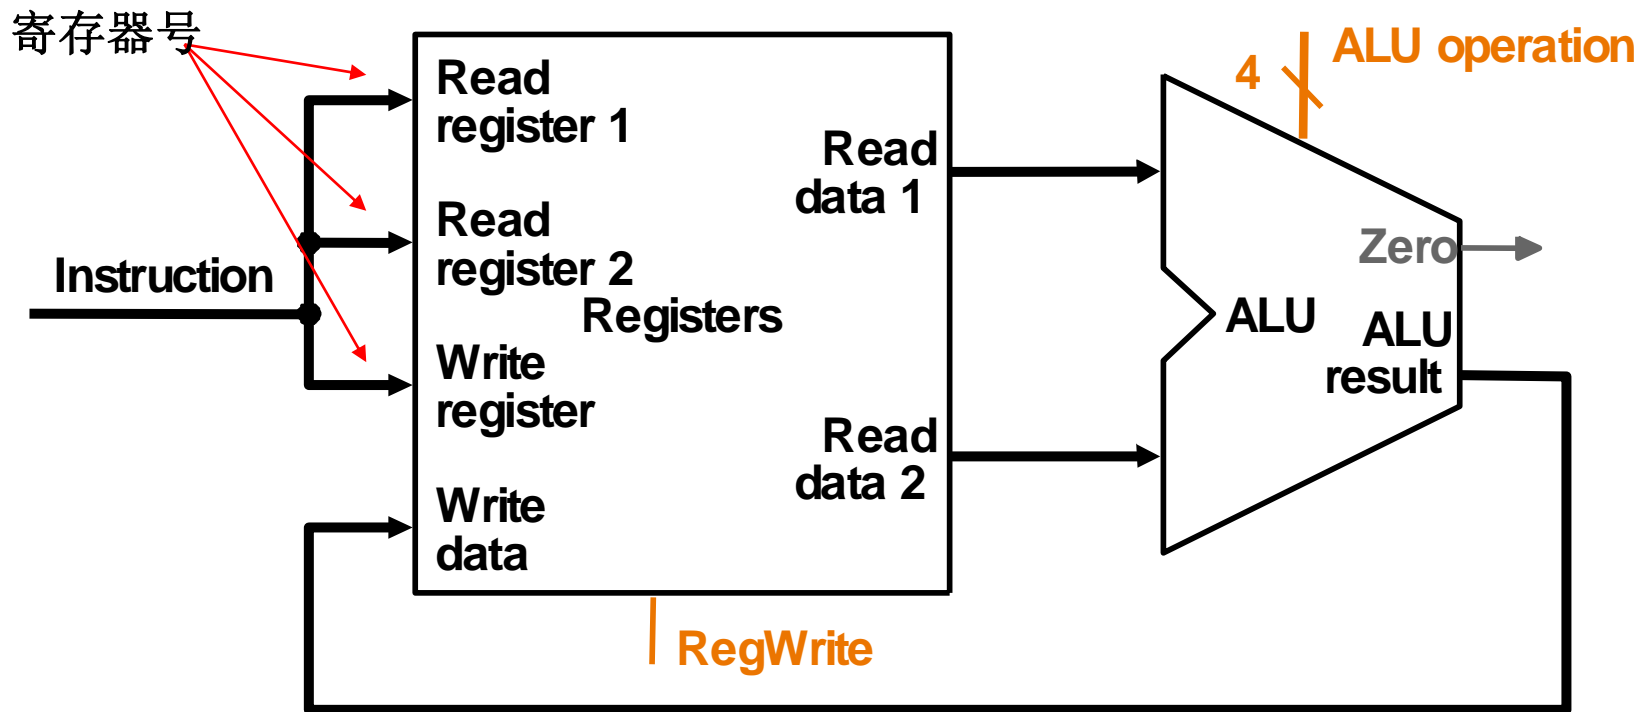 寄存器号
Read
register 1
Read
register 2
Instruction
Registers
Write
register
Write
data
Read
data 1
Read
data 2
RegWrite
4
ALU operation
Zero
ALU
ALU
result